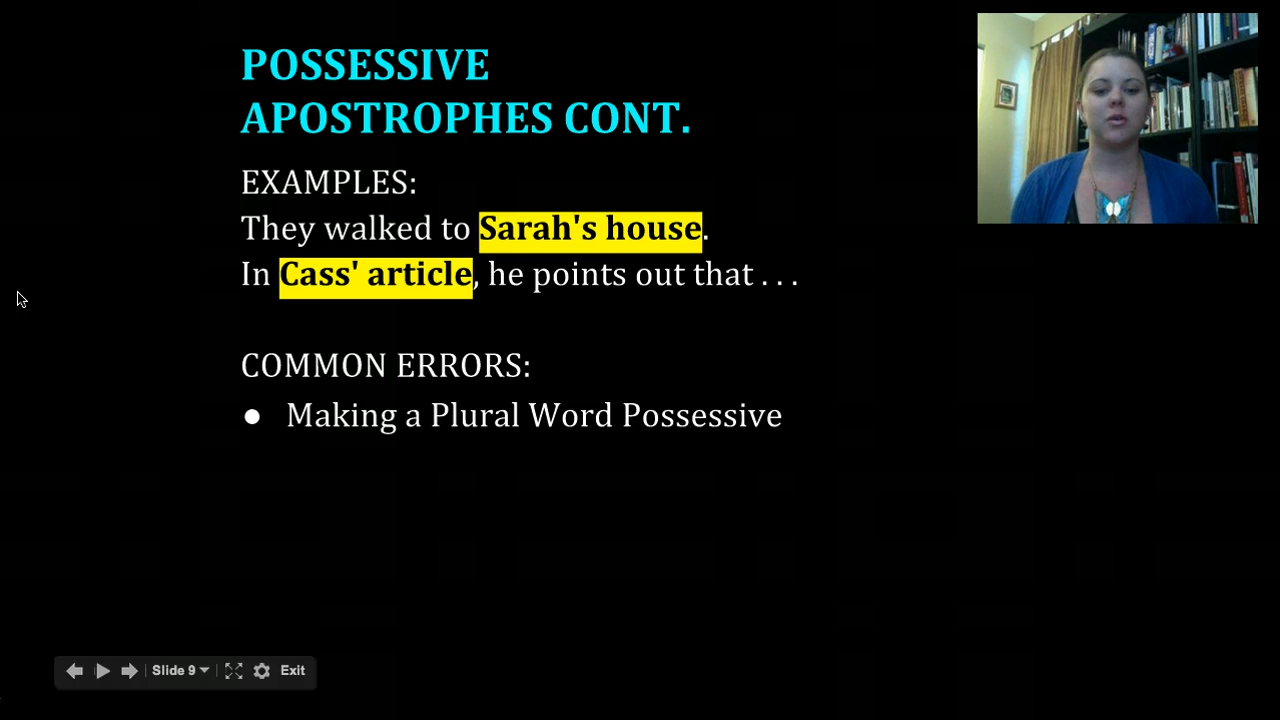 POSSESSIVE
APOSTROPHES CONT.
EXAMPLES:
They walked to Sarah's house.
In Cass' article, he points out that . . .
COMMON ERRORS:
● Making a Plural Word Possessive
Slide 9
Exit